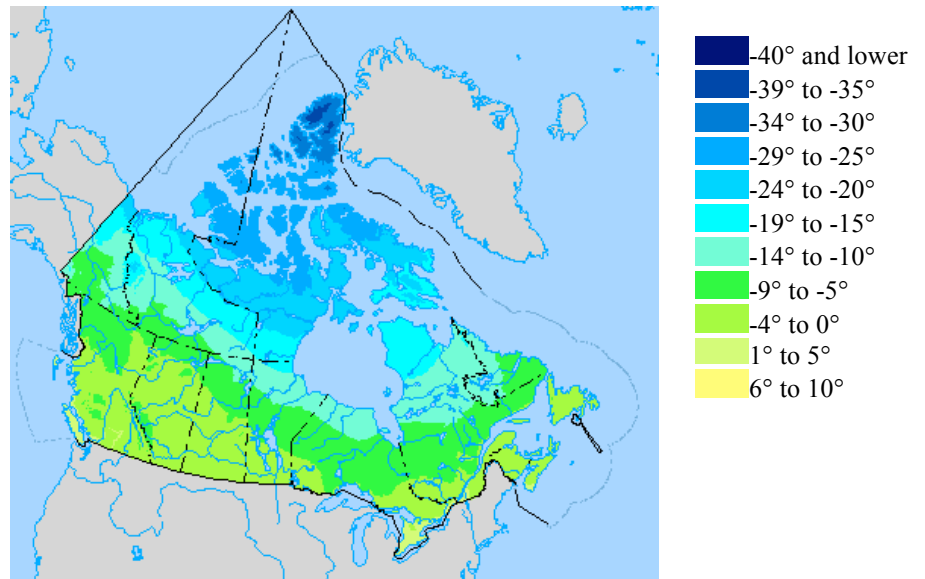 -40° and lower
-39° to -35°
-34° to -30°
-29° to -25°
-24° to -20°
-19° to -15°
-14° to -10°
-9° to -5°
-4° to 0°
1° to 5°
6° to 10°